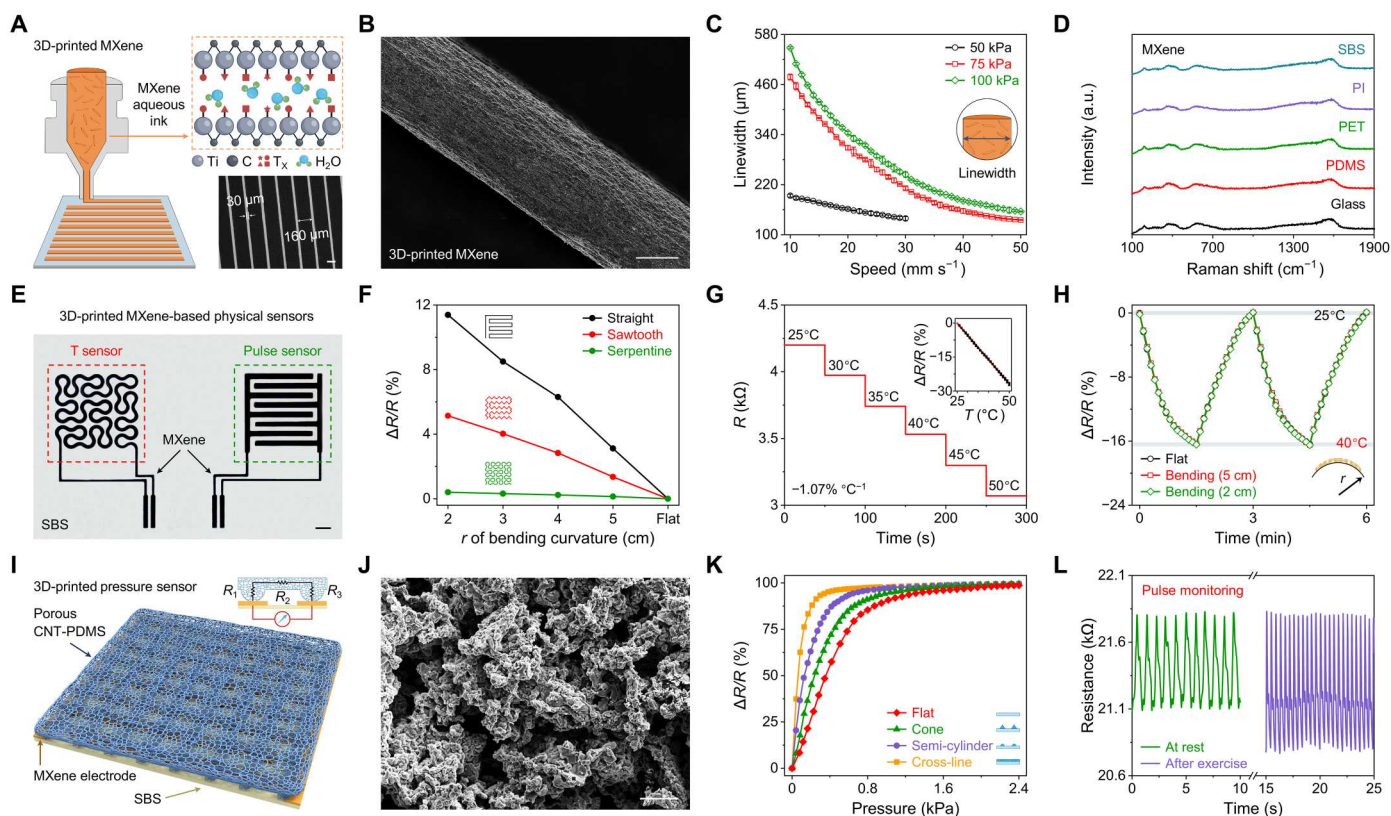 A
3D-printed MXene
MXene
aqueous
ink
Ti
C
TX
H2O
30 μm
160 μm
B
3D-printed MXene
C
580
460
340
220
100
Linewidth (μm)
50 kPa
75 kPa
100 kPa
Linewidth
10
20
30
40
50
Speed (mm s−1)
D
Intensity (a.u.)
MXene
SBS
PI
PET
PDMS
Glass
100
700
1300
1900
Raman shift (cm−1)
E
3D-printed MXene-based physical sensors
T sensor
Pulse sensor
MXene
SBS
F
12
8
4
0
ΔR/R (%)
Straight
Sawtooth
Serpentine
2
3
4
5
Flat
r of bending curvature (cm)
G
4.5
4
3.5
3
R (kΩ)
25°C
30°C
35°C
40°C
45°C
50°C
−1.07% °C−1
0
−15
−30
ΔR/R (%)
25
50
T (°C)
0
100
200
300
Time (s)
H
0
−8
−16
−24
ΔR/R (%)
25°C
40°C
Flat
Bending (5 cm)
Bending (2 cm)
r
0
3
6
Time (min)
I
3D-printed pressure sensor
R1
R2
R3
Porous
CNT-PDMS
MXene electrode
SBS
J
K
100
75
50
25
0
ΔR/R (%)
Flat
Cone
Semi-cylinder
Cross-line
0
0.8
1.6
2.4
Pressure (kPa)
L
22.1
21.6
21.1
20.6
Resistance (kΩ)
Pulse monitoring
At rest
After exercise
0
5
10
15
20
25
Time (s)